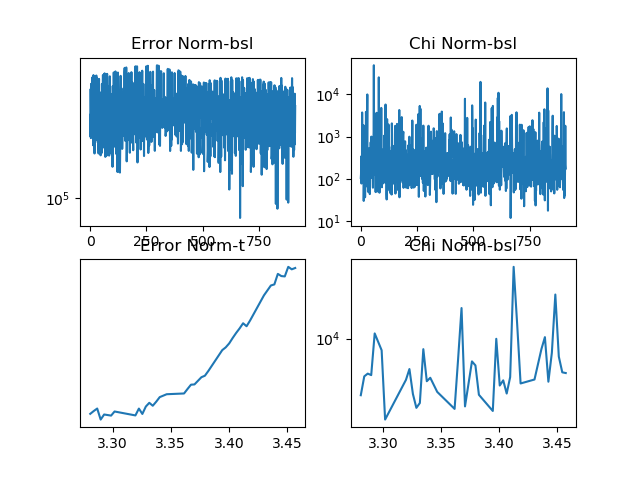 Error Norm-bsl
Chi Norm-bsl
10^5
0 250 500 750
10^4
10^3
10^2
10^1
0 250 500 750
Error Norm-t
Chi Norm-bsl
3.30 3.35 3.40 3.45
10^4
3.30 3.35 3.40 3.45